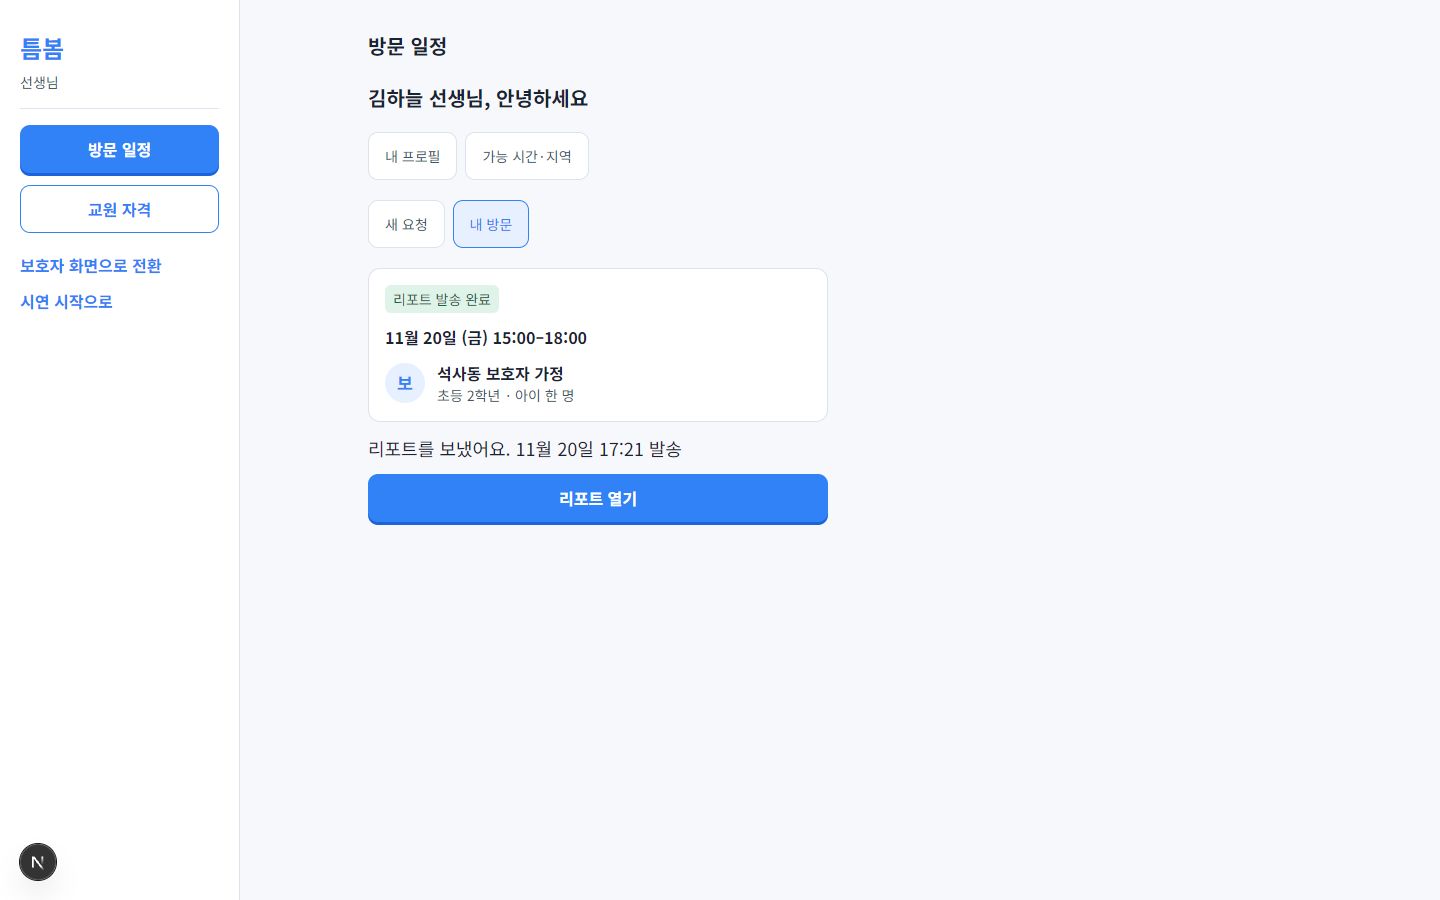 틈봄
선생님
방문 일정
교원 자격
보호자 화면으로 전환
시연 시작으로
방문 일정
김하늘 선생님, 안녕하세요
내 프로필
가능 시간·지역
새 요청
내 방문
리포트 발송 완료
11월 20일 (금) 15:00–18:00
보
석사동 보호자 가정
초등 2학년 · 아이 한 명
리포트를 보냈어요. 11월 20일 17:21 발송
리포트 열기
N